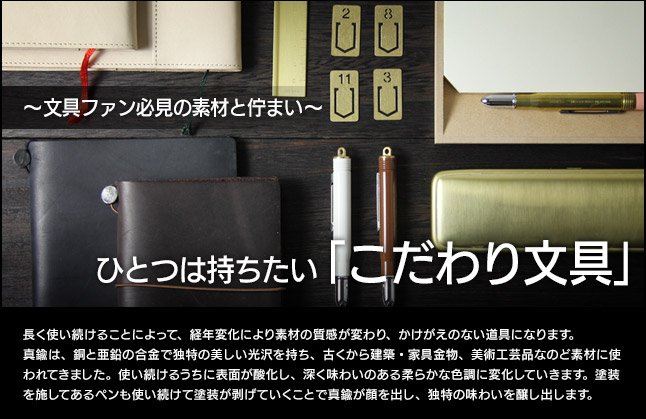 2
8
11
3
～文具ファン必見の素材と佇まい～
ひとつは持ちたい「こだわり文具」
長く使い続けることによって、経年変化により素材の質感が変わり、かけがえのない道具になります。
真鍮は、銅と亜鉛の合金で独特の美しい光沢を持ち、古くから建築・家具金物、美術工芸品なのど素材に使
われてきました。使い続けるうちに表面が酸化し、深く味わいのある柔らかな色調に変化していきます。塗装
を施してあるペンも使い続けて塗装が剥げていくことで真鍮が顔を出し、独特の味わいを醸し出します。